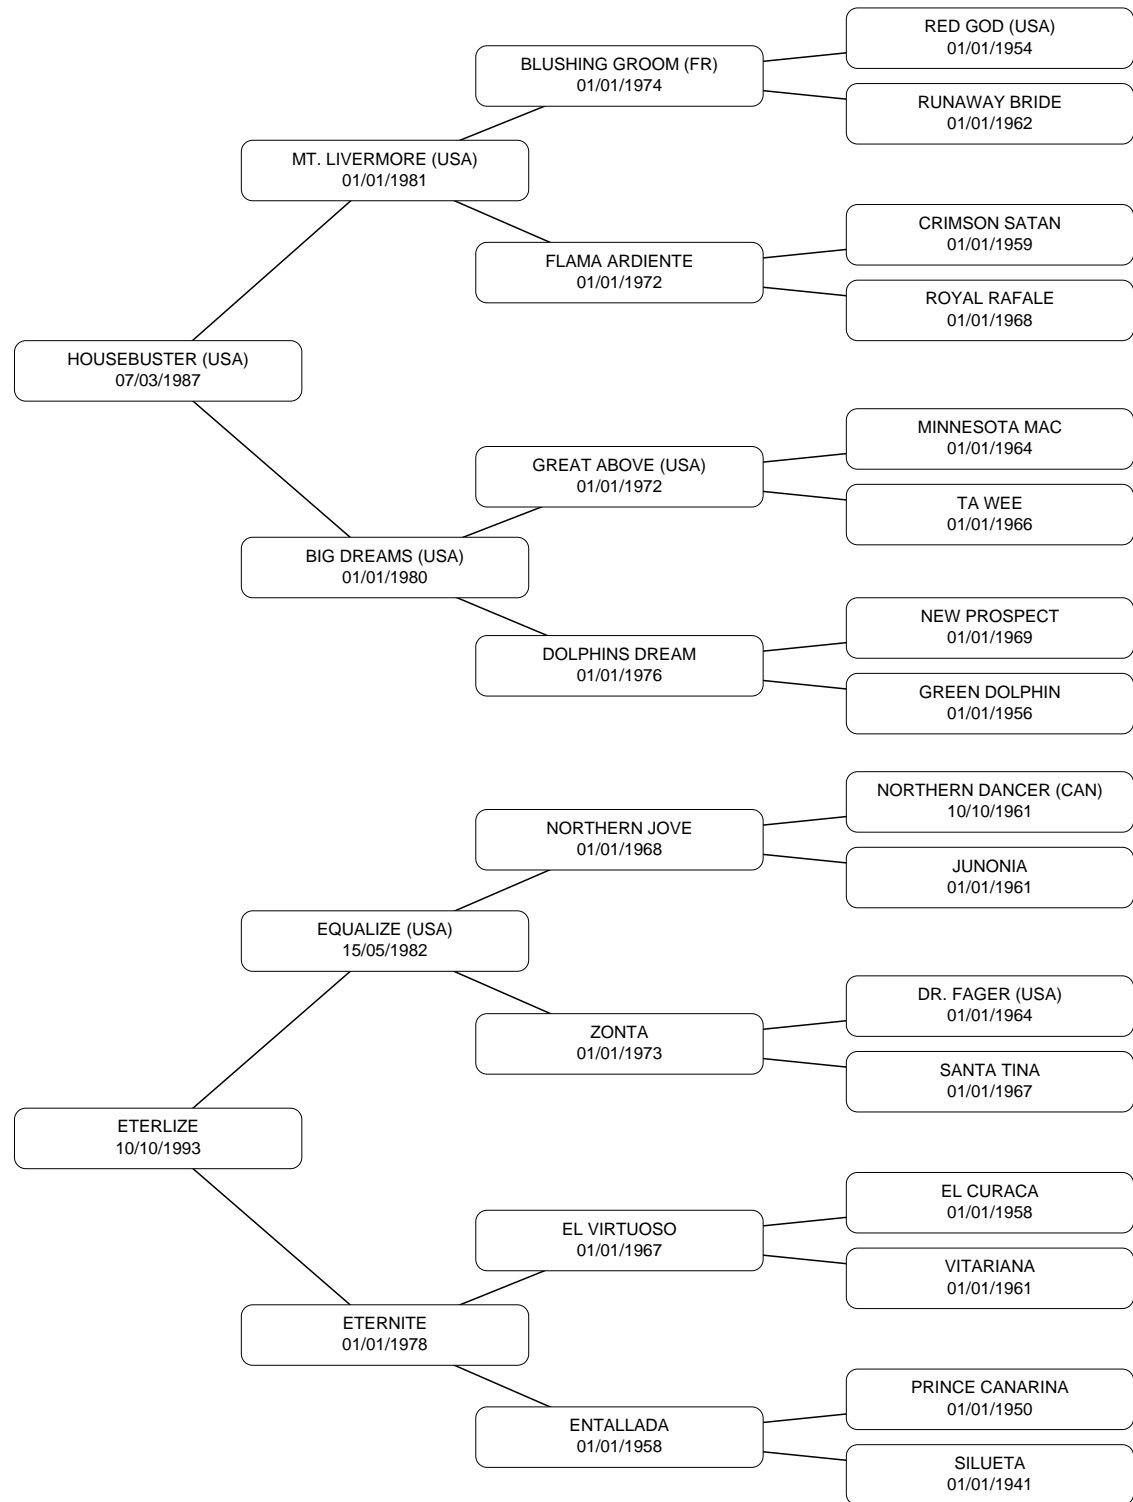 RED GOD (USA)
01/01/1954
BLUSHING GROOM (FR)
01/01/1974
RUNAWAY BRIDE
01/01/1962
MT. LIVERMORE (USA)
01/01/1981
CRIMSON SATAN
01/01/1959
FLAMA ARDIENTE
01/01/1972
ROYAL RAFALE
01/01/1968
HOUSEBUSTER (USA)
07/03/1987
MINNESOTA MAC
01/01/1964
GREAT ABOVE (USA)
01/01/1972
TA WEE
01/01/1966
BIG DREAMS (USA)
01/01/1980
NEW PROSPECT
01/01/1969
DOLPHINS DREAM
01/01/1976
GREEN DOLPHIN
01/01/1956
NORTHERN DANCER (CAN)
10/10/1961
NORTHERN JOVE
01/01/1968
JUNONIA
01/01/1961
EQUALIZE (USA)
15/05/1982
DR. FAGER (USA)
01/01/1964
ZONTA
01/01/1973
SANTA TINA
01/01/1967
ETERLIZE
10/10/1993
EL CURACA
01/01/1958
EL VIRTUOSO
01/01/1967
VITARIANA
01/01/1961
ETERNITE
01/01/1978
PRINCE CANARINA
01/01/1950
ENTALLADA
01/01/1958
SILUETA
01/01/1941